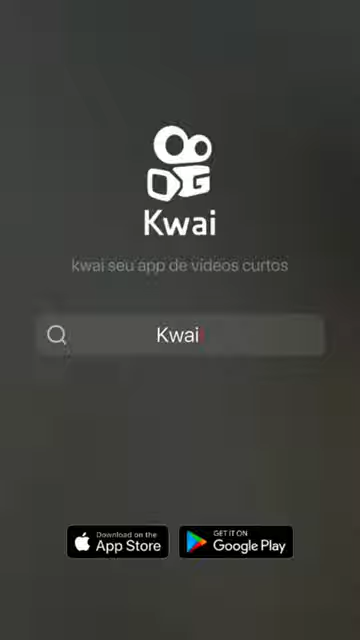 Kwai
kwai seu app de vídeos curtos
Kwai
Download on the
App Store
GET IT ON
Google Play